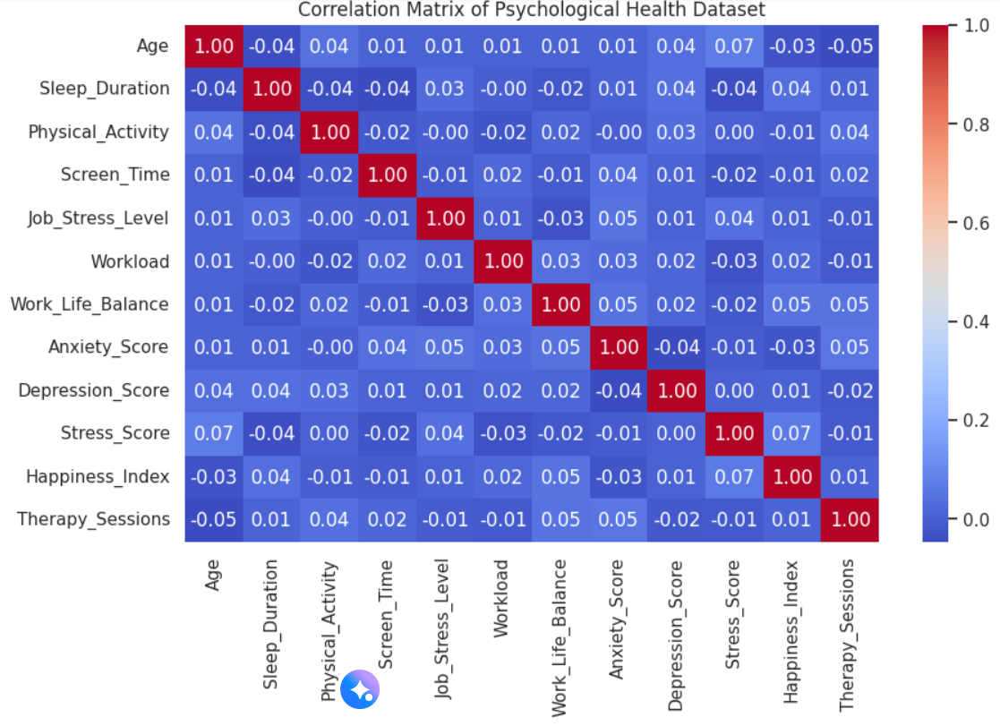 Correlation Matrix of Psychological Health Dataset
Age 1.00 -0.04 0.04 0.01 0.01 0.01 0.01 0.01 0.04 0.07 -0.03 -0.05
Sleep_Duration -0.04 1.00 -0.04 -0.04 0.03 -0.00 -0.02 0.01 0.04 -0.04 0.04 0.01
Physical_Activity 0.04 -0.04 1.00 -0.02 -0.00 -0.02 0.02 -0.00 0.03 0.00 -0.01 0.04
Screen_Time 0.01 -0.04 -0.02 1.00 -0.01 0.02 -0.01 0.04 0.01 -0.02 -0.01 0.02
Job_Stress_Level 0.01 0.03 -0.00 -0.01 1.00 0.01 -0.03 0.05 0.01 0.04 0.01 -0.01
Workload 0.01 -0.00 -0.02 0.02 0.01 1.00 0.03 0.03 0.02 -0.03 0.02 -0.01
Work_Life_Balance 0.01 -0.02 0.02 -0.01 -0.03 0.03 1.00 0.05 0.02 -0.02 0.05 0.05
Anxiety_Score 0.01 0.01 -0.00 0.04 0.05 0.03 0.05 1.00 -0.04 -0.01 -0.03 0.05
Depression_Score 0.04 0.04 0.03 0.01 0.01 0.02 0.02 -0.04 1.00 0.00 0.01 -0.02
Stress_Score 0.07 -0.04 0.00 -0.02 0.04 -0.03 -0.02 -0.01 0.00 1.00 0.07 -0.01
Happiness_Index -0.03 0.04 -0.01 -0.01 0.01 0.02 0.05 -0.03 0.01 0.07 1.00 0.01
Therapy_Sessions -0.05 0.01 0.04 0.02 -0.01 -0.01 0.05 0.05 -0.02 -0.01 0.01 1.00
Age
Sleep_Duration
Physical_Activity
Screen_Time
Job_Stress_Level
Workload
Work_Life_Balance
Anxiety_Score
Depression_Score
Stress_Score
Happiness_Index
Therapy_Sessions
1.0
0.8
0.6
0.4
0.2
0.0